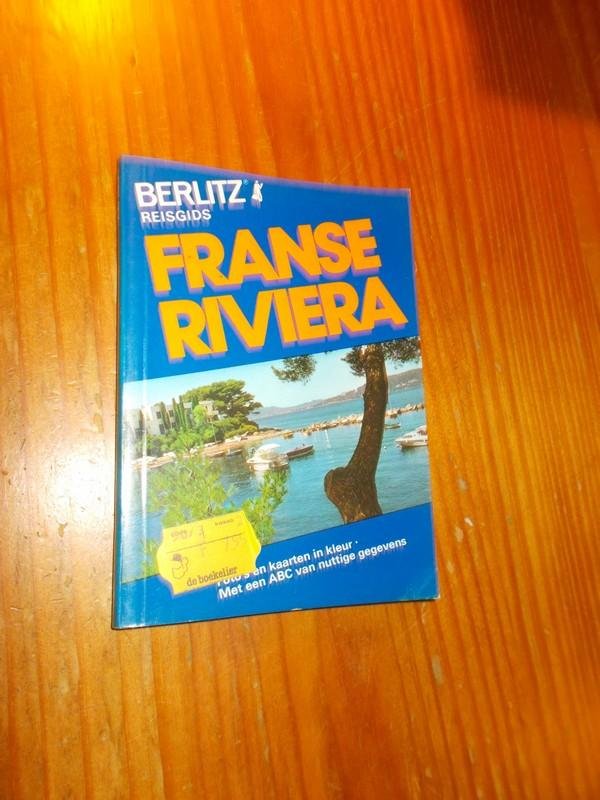 BERLITZ®
REISGIDS
FRANSE
RIVIERA
de boekelier
Foto's en kaarten in kleur ·
Met een ABC van nuttige gegevens